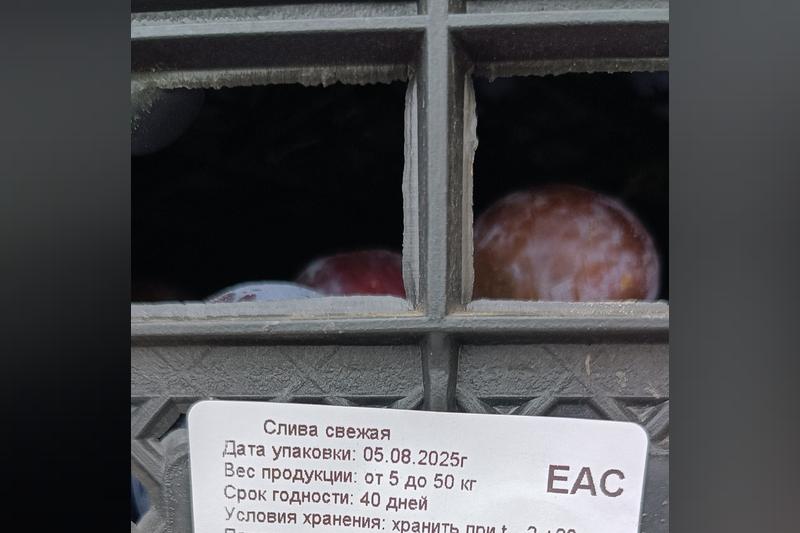 Слива свежая
Дата упаковки: 05.08.2025г
Вес продукции: от 5 до 50 кг
EAC
Срок годности: 40 дней
Условия хранения: хранить при t